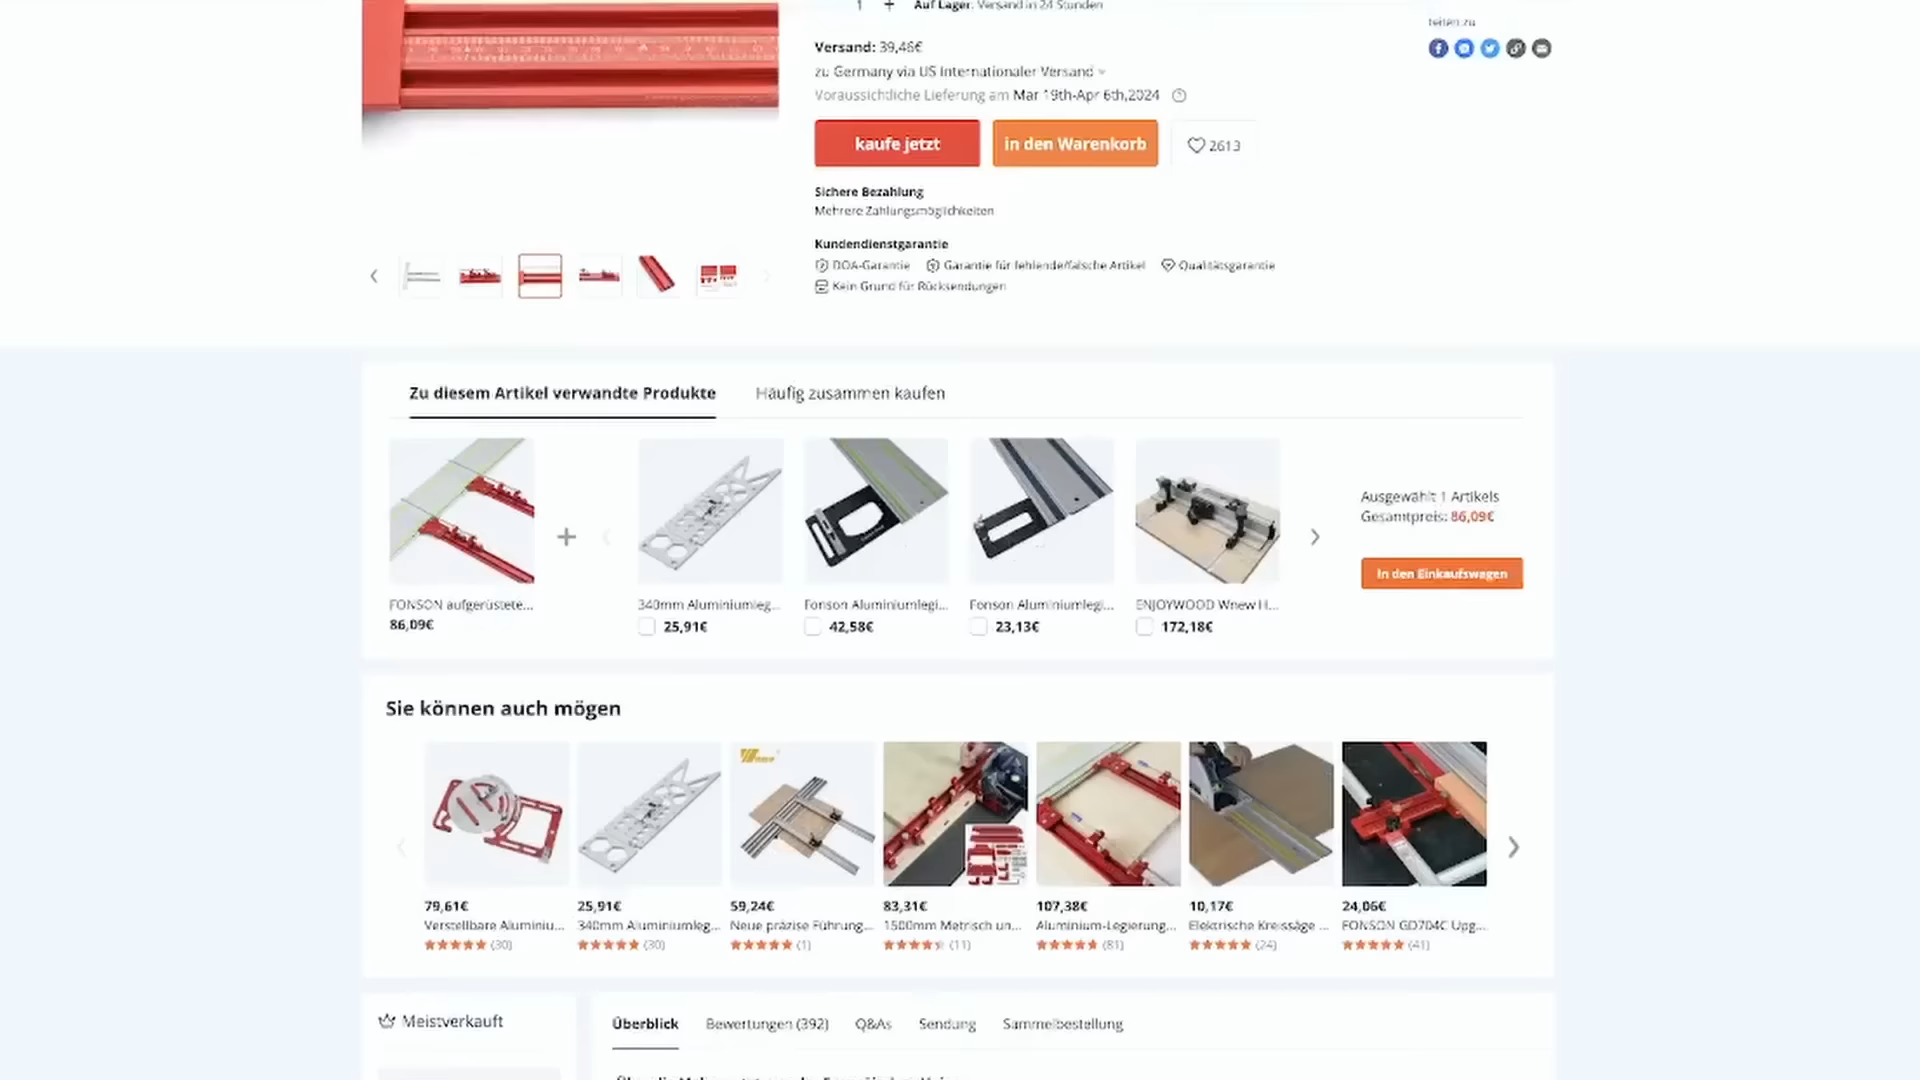 1 + Auf Lager. Versand in 24 Stunden
teilen zu
Versand: 39,46€
zu Germany via US Internationaler Versand
Voraussichtliche Lieferung am Mar 19th-Apr 6th,2024
kaufe jetzt
in den Warenkorb
2613
Sichere Bezahlung
Mehrere Zahlungsmöglichkeiten
Kundendienstgarantie
DOA-Garantie Garantie für fehlende/falsche Artikel Qualitätsgarantie
Kein Grund für Rücksendungen
Zu diesem Artikel verwandte Produkte Häufig zusammen kaufen
FONSON aufgerüstete...
86,09€
340mm Aluminiumleg...
25,91€
Fonson Aluminiumlegi...
42,58€
Fonson Aluminiumlegi...
23,13€
ENJOYWOOD Wnew H...
172,18€
Ausgewählt 1 Artikels
Gesamtpreis: 86,09€
In den Einkaufswagen
Sie können auch mögen
79,61€
Verstellbare Aluminiu...
(30)
25,91€
340mm Aluminiumleg...
(30)
59,24€
Neue präzise Führung...
(1)
83,31€
1500mm Metrisch un...
(11)
107,38€
Aluminium-Legierung...
(81)
10,17€
Elektrische Kreissäge ...
(24)
24,06€
FONSON GD704C Upg...
(41)
Meistverkauft
Überblick Bewertungen (392) Q&As Sendung Sammelbestellung